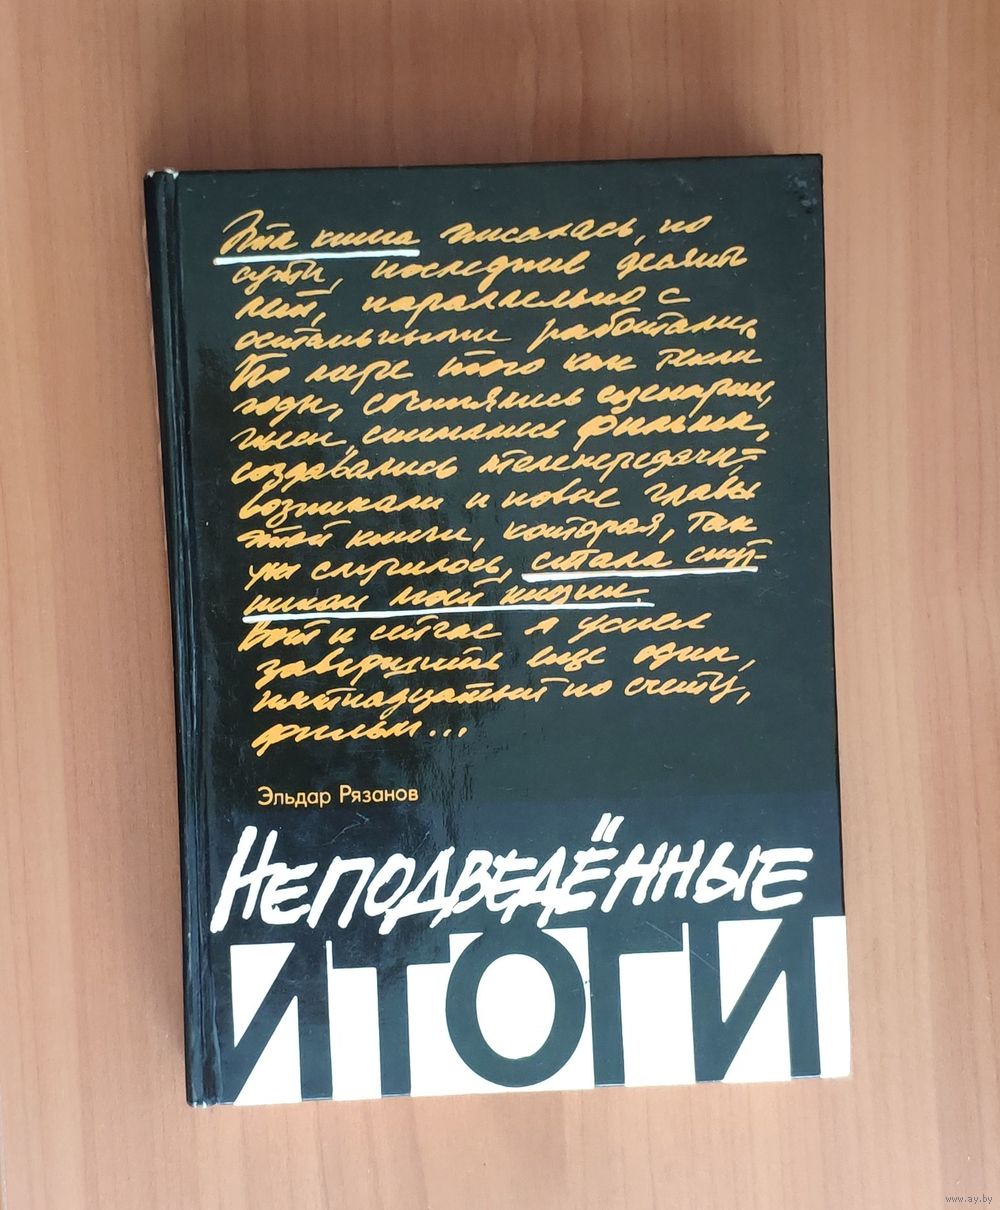 Эта книга писалась, по
сути, последние девять
лет, параллельно с
остальными работами.
По мере того как текли
годы, сочинялись сценарии,
пьесы, снимались фильмы,
создавались телепередачи,-
возникали и новые главы
этой книги, которая, так
уж случилось, стала спут-
ником моей жизни.
Вот и сейчас я успел
завершить еще один,
пятнадцатый по счету,
фильм...
Эльдар Рязанов
НЕПОДВЕДЁННЫЕ
ИТОГИ
www.ay.by